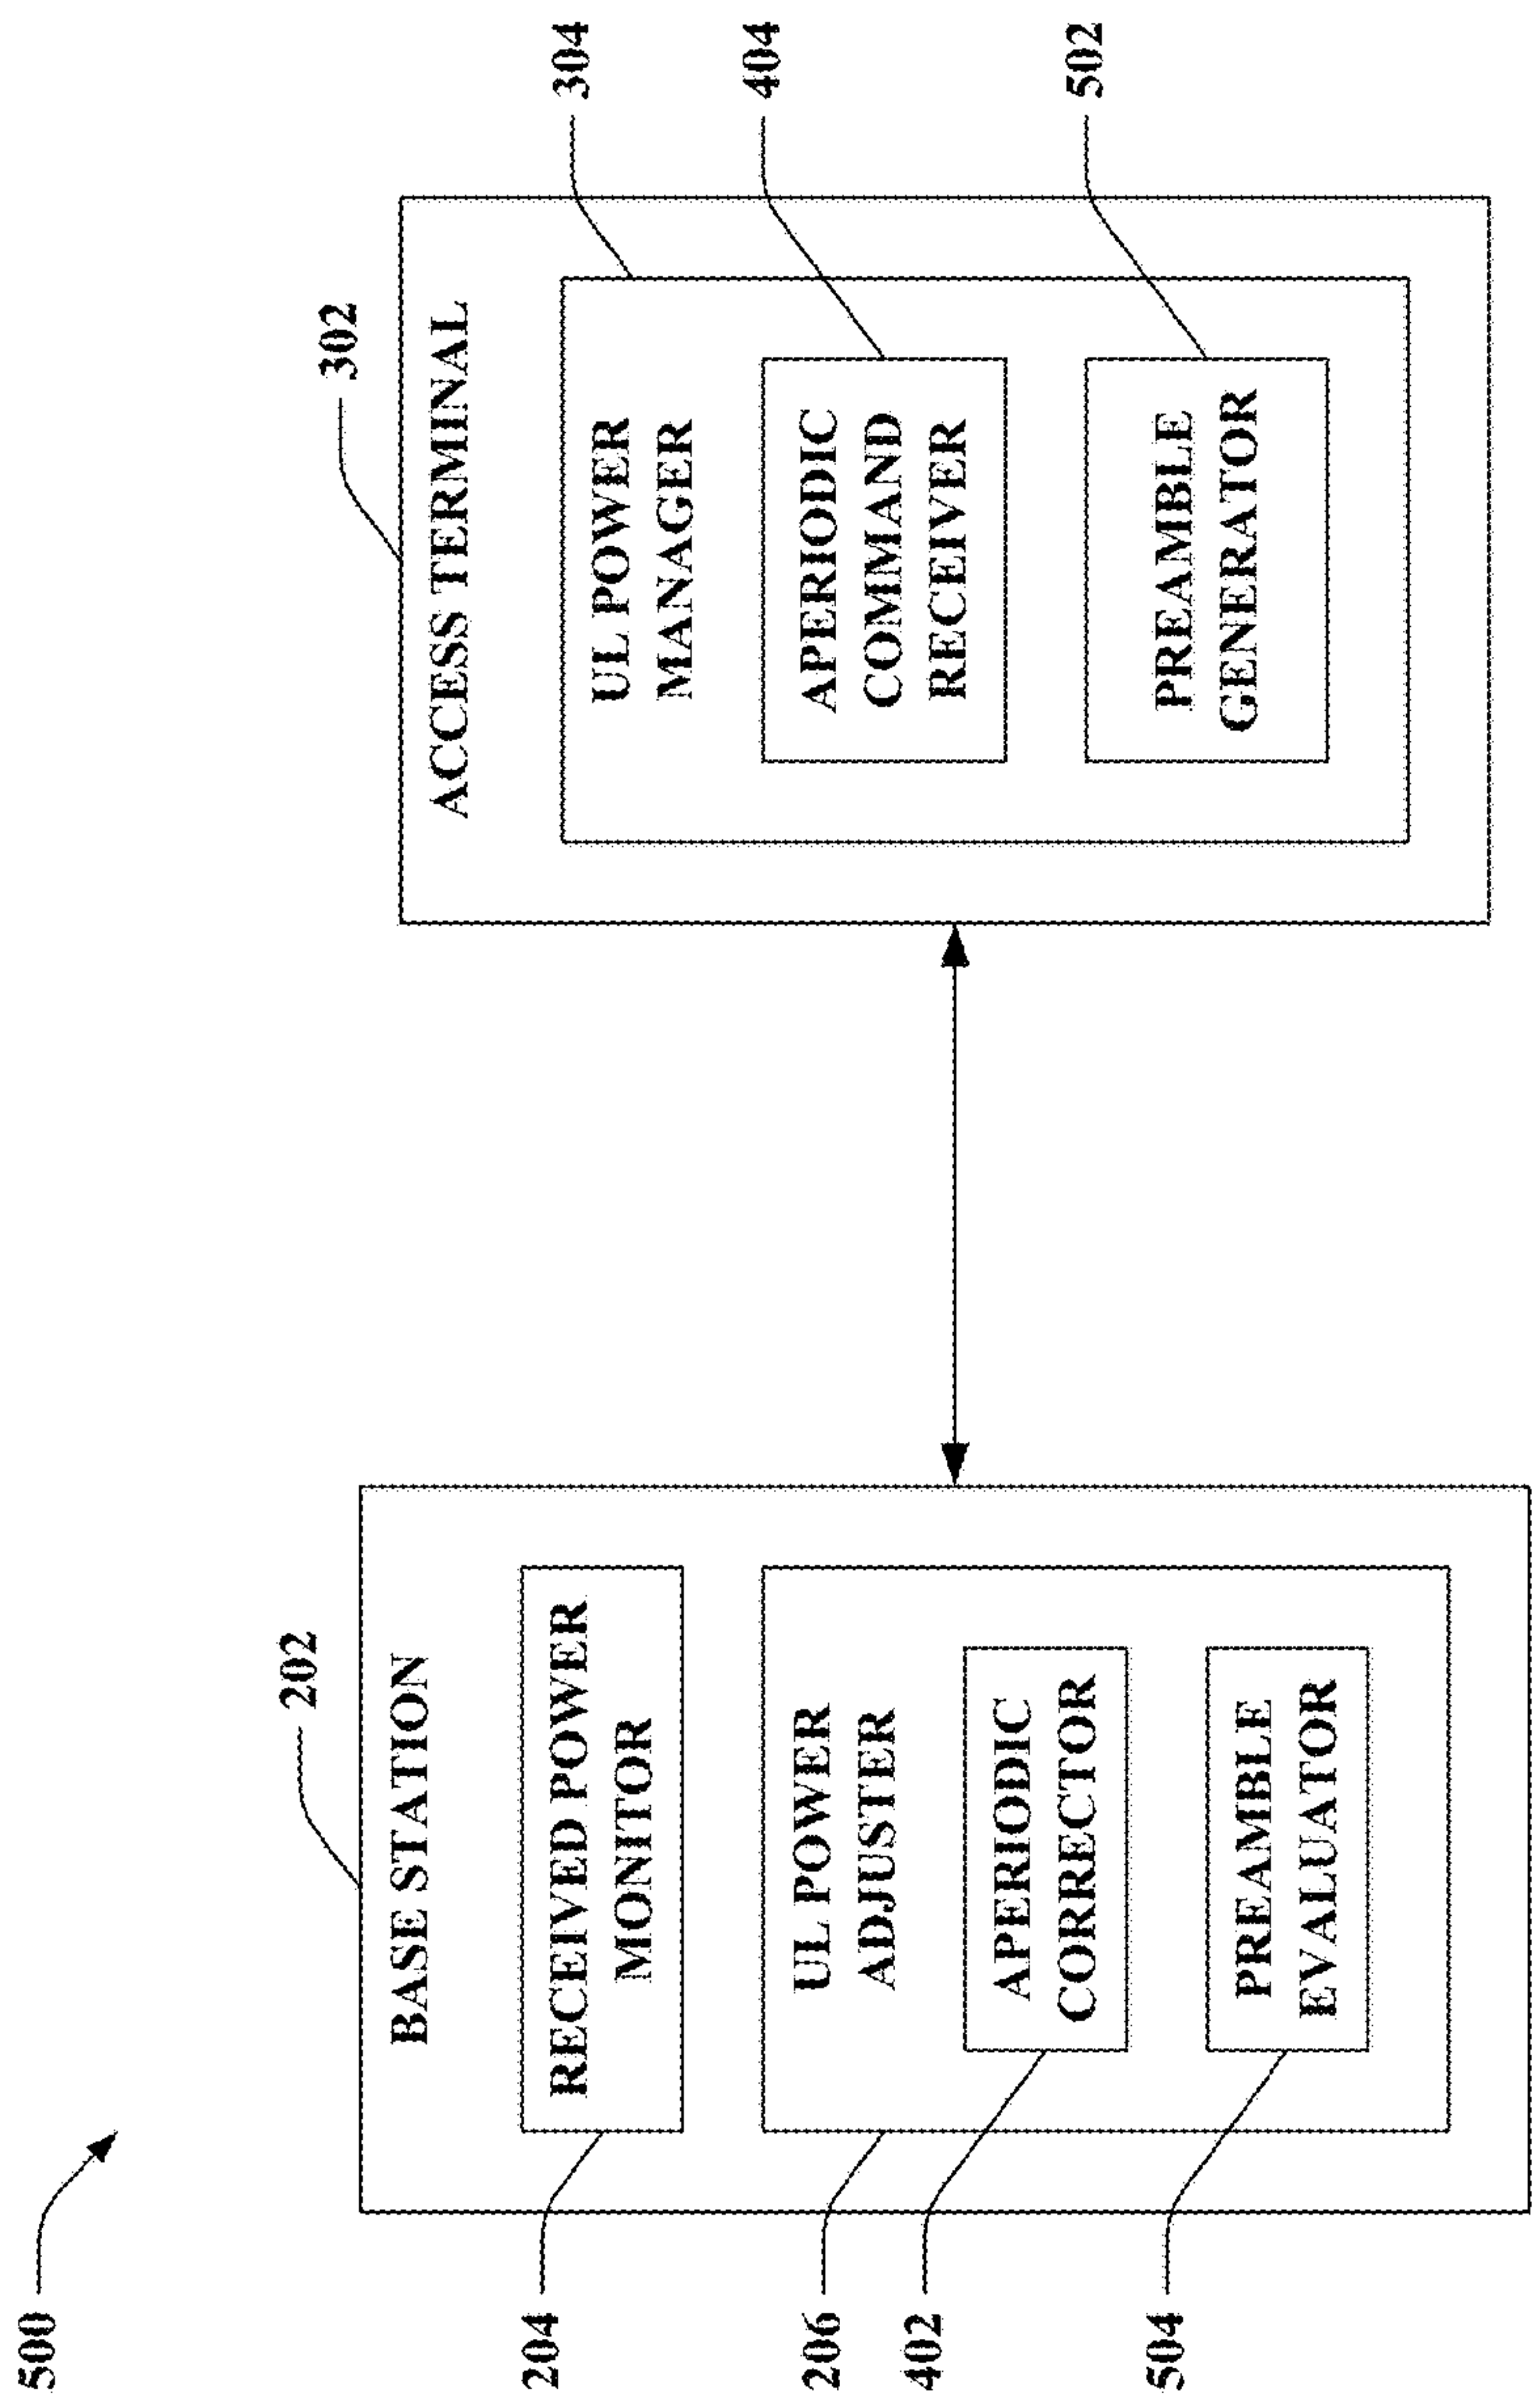 500
202
BASE STATION
204
RECEIVED POWER
MONITOR
206
UL POWER
ADJUSTER
402
APERIODIC
CORRECTOR
504
PREAMBLE
EVALUATOR
302
ACCESS TERMINAL
304
UL POWER
MANAGER
404
APERIODIC
COMMAND
RECEIVER
502
PREAMBLE
GENERATOR